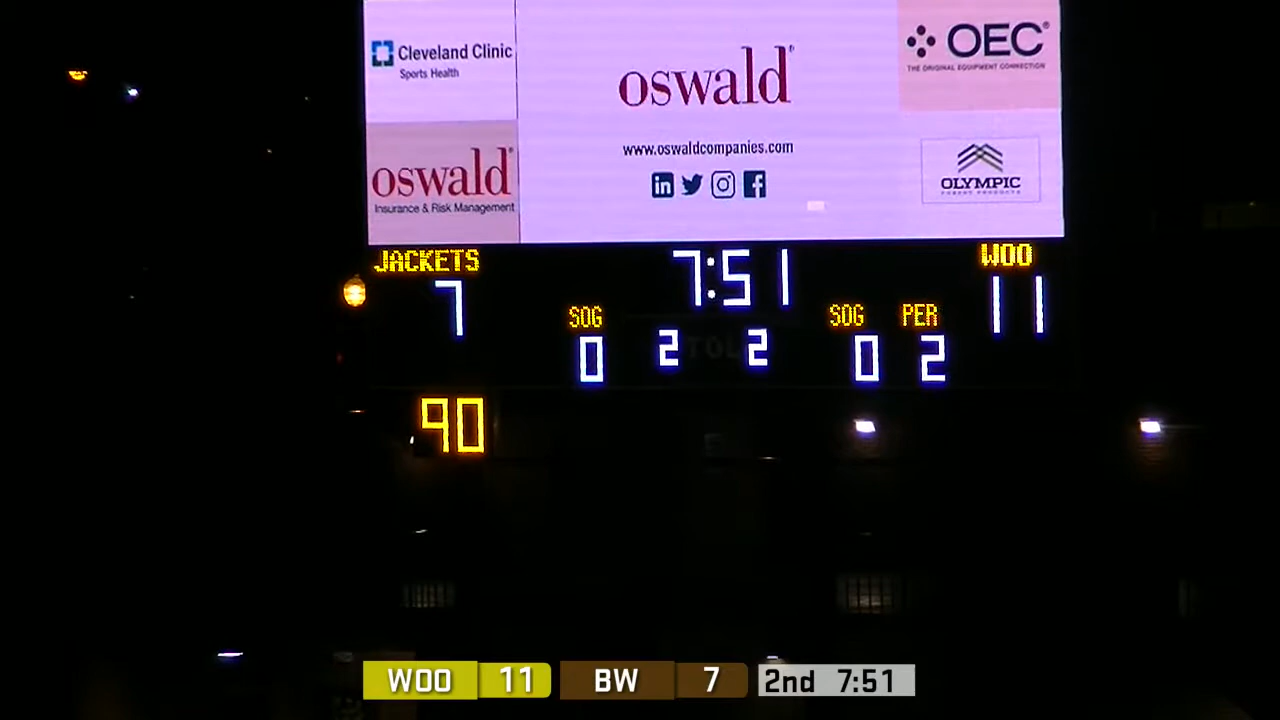 Cleveland Clinic
Sports Health
oswald
Insurance & Risk Management
oswald
www.oswaldcompanies.com
OEC
THE ORIGINAL EQUIPMENT CONNECTION
OLYMPIC
FOREST PRODUCTS
JACKETS
7:51
WOO
7
11
SOG
SOG
PER
0
2
2
0
2
90
WOO 11 BW 7 2nd 7:51